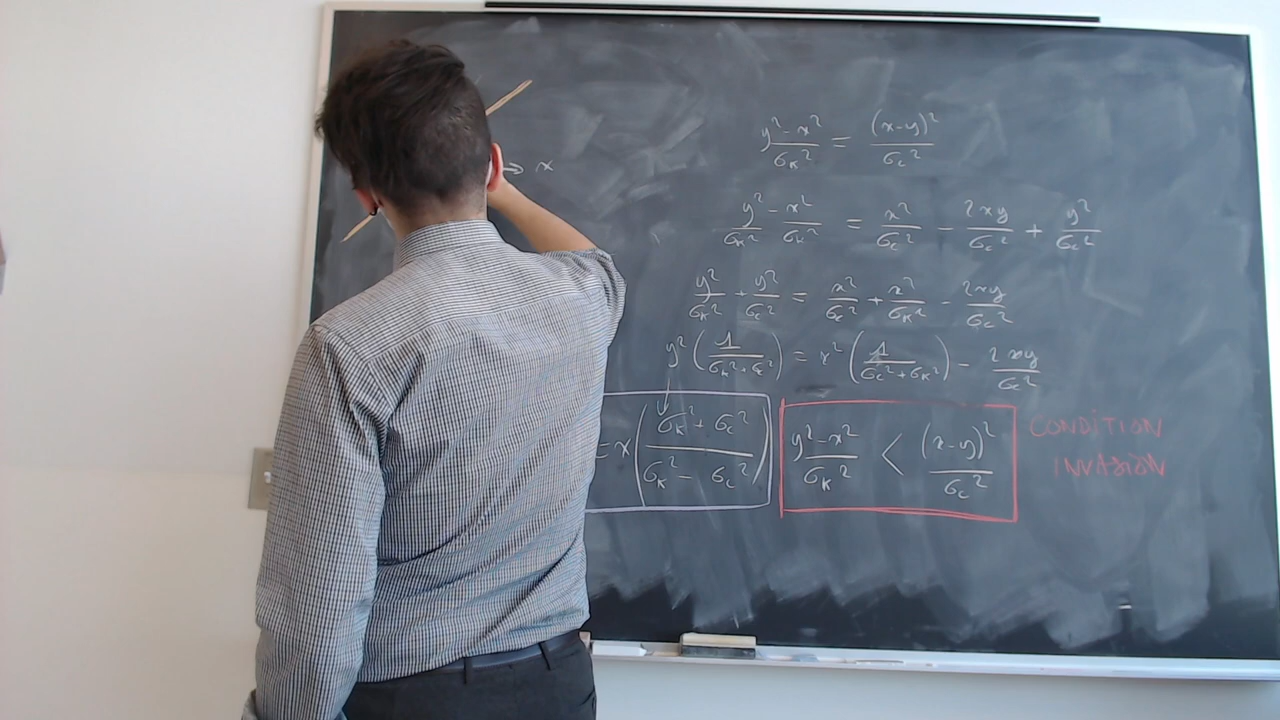 → x
(y²-x²)/σ_K² = (x-y)²/σ_c²
y²/σ_K² - x²/σ_K² = x²/σ_c² - 2xy/σ_c² + y²/σ_c²
y²/σ_K² + y²/σ_c² = x²/σ_c² + x²/σ_K² - 2xy/σ_c²
y²(1/(σ_K²+σ_c²)) = x²(1/(σ_c²+σ_K²)) - 2xy/σ_c²
= x((σ_K²+σ_c²)/(σ_K²-σ_c²))
(y²-x²)/σ_K² < (x-y)²/σ_c²
CONDITION
INVASION